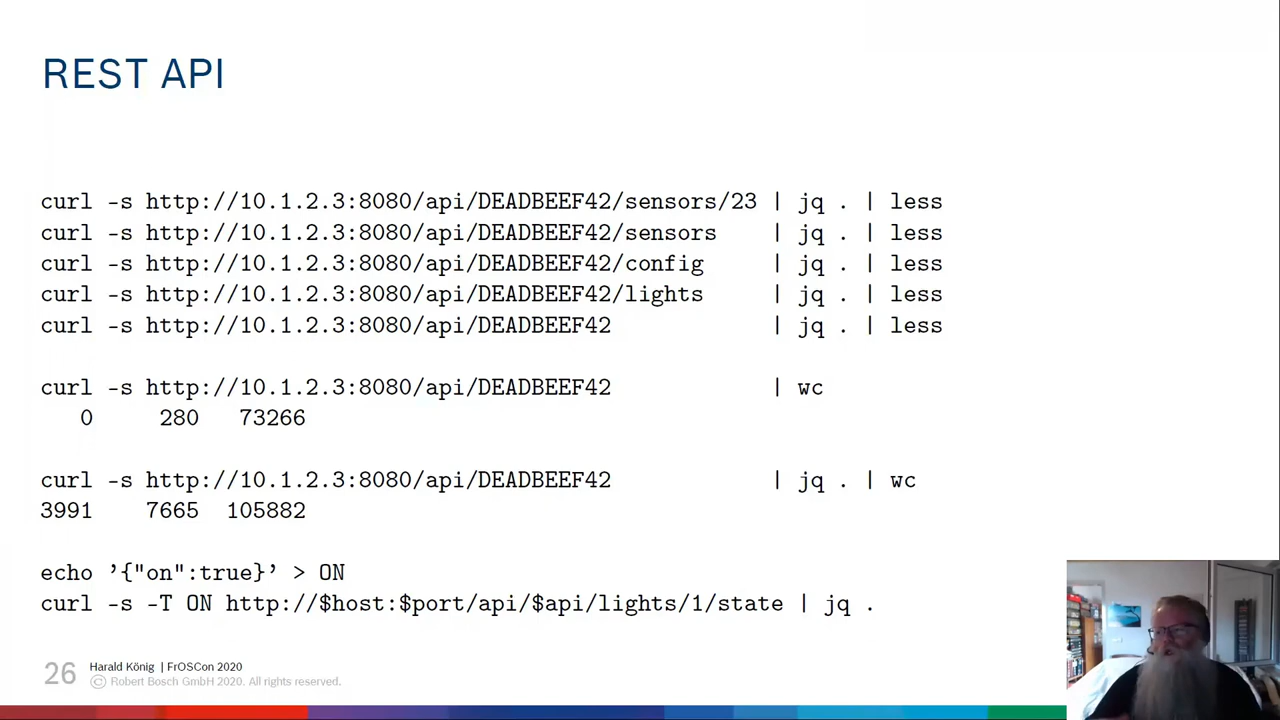 REST API
curl -s http://10.1.2.3:8080/api/DEADBEEF42/sensors/23 | jq . | less
curl -s http://10.1.2.3:8080/api/DEADBEEF42/sensors | jq . | less
curl -s http://10.1.2.3:8080/api/DEADBEEF42/config | jq . | less
curl -s http://10.1.2.3:8080/api/DEADBEEF42/lights | jq . | less
curl -s http://10.1.2.3:8080/api/DEADBEEF42 | jq . | less
curl -s http://10.1.2.3:8080/api/DEADBEEF42 | wc
0 280 73266
curl -s http://10.1.2.3:8080/api/DEADBEEF42 | jq . | wc
3991 7665 105882
echo ’{"on":true}’ > ON
curl -s -T ON http://$host:$port/api/$api/lights/1/state | jq .
26 Harald König | FrOSCon 2020
© Robert Bosch GmbH 2020. All rights reserved.